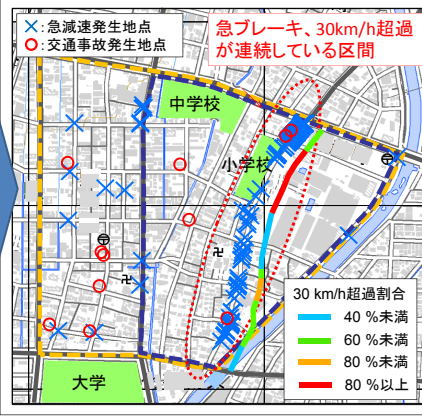 ×:急減速発生地点
○:交通事故発生地点
急ブレーキ、30km/h超過
が連続している区間
中学校
小学校
大学
30 km/h超過割合
40 %未満
60 %未満
80 %未満
80 %以上